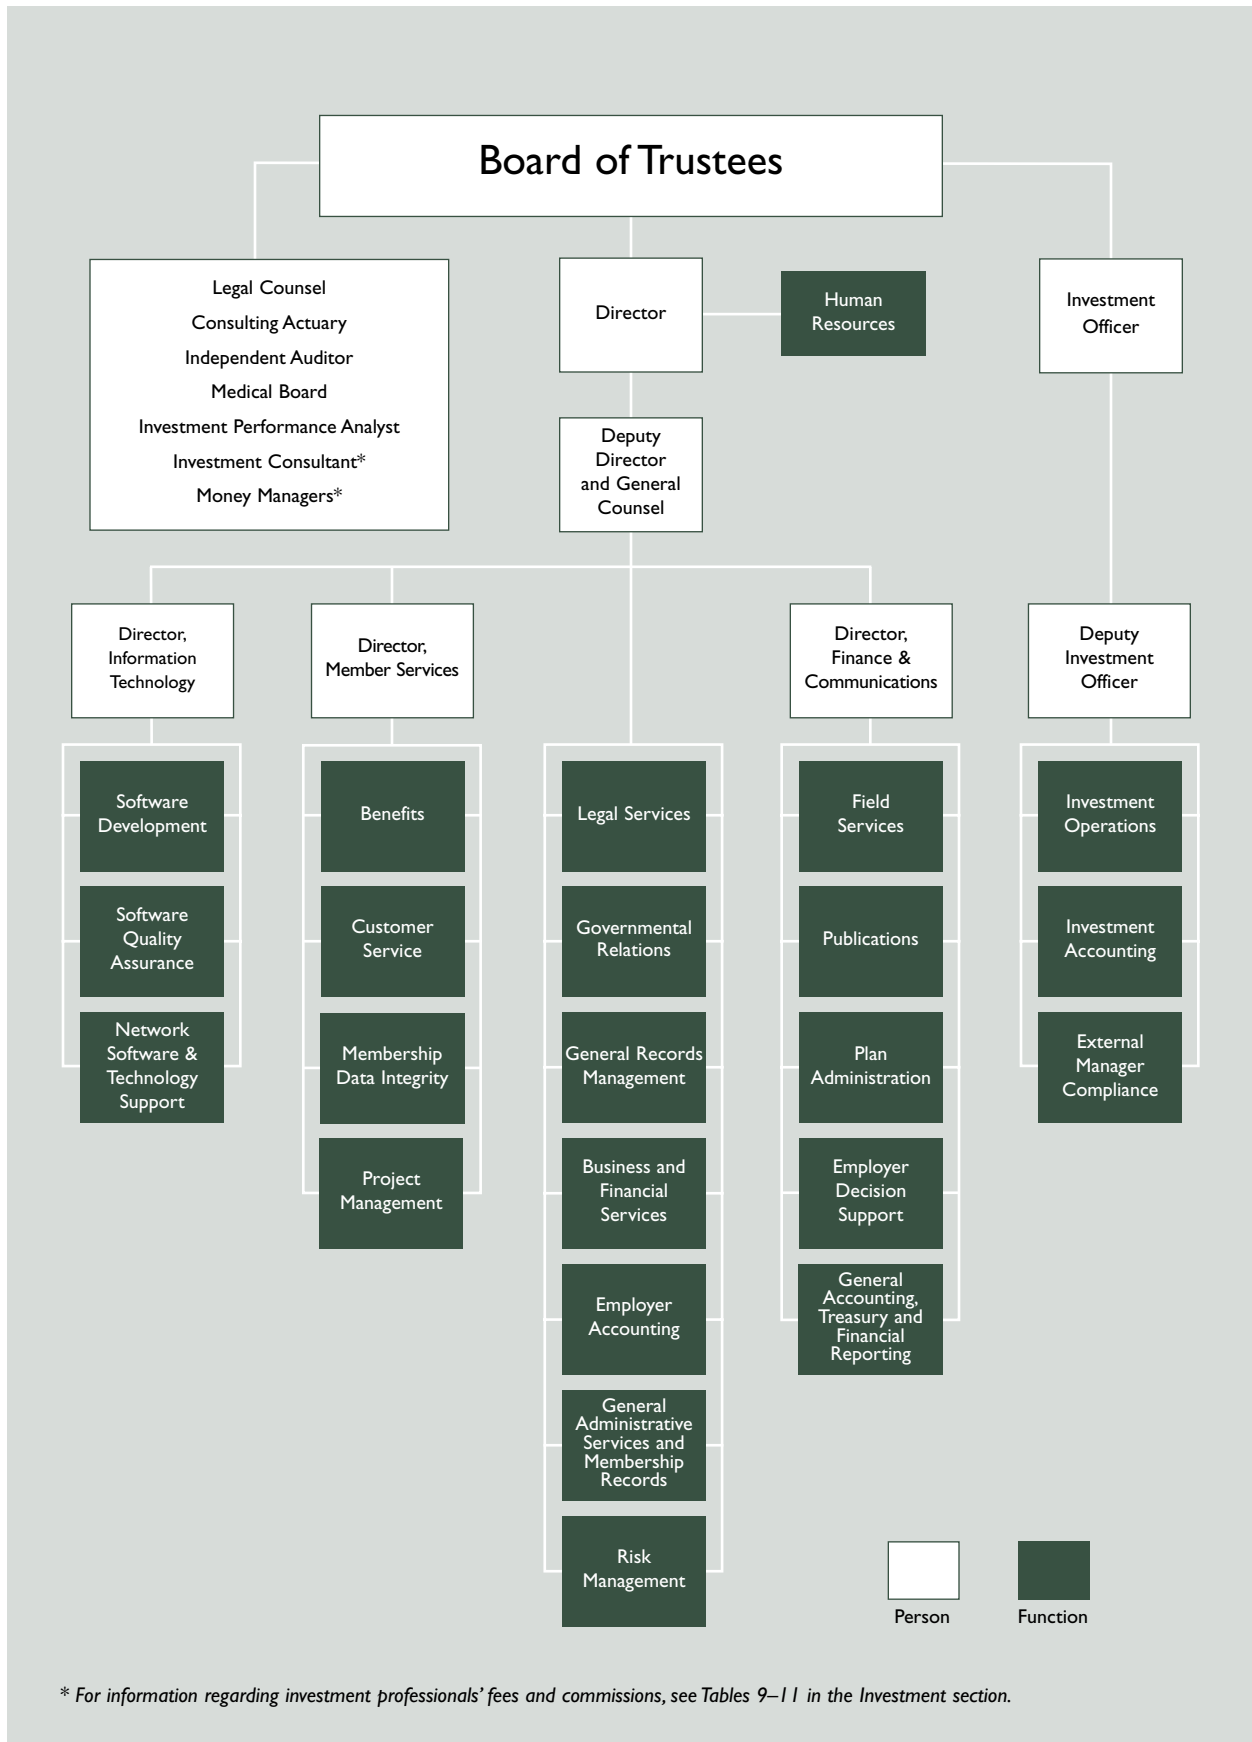 Board of Trustees
Legal Counsel
Consulting Actuary
Independent Auditor
Medical Board
Investment Performance Analyst
Investment Consultant*
Money Managers*
Director
Human
Resources
Investment
Officer
Deputy
Director
and General
Counsel
Director,
Information
Technology
Director,
Member Services
Director,
Finance &
Communications
Deputy
Investment
Officer
Software
Development
Software
Quality
Assurance
Network
Software &
Technology
Support
Benefits
Customer
Service
Membership
Data Integrity
Project
Management
Legal Services
Governmental
Relations
General Records
Management
Business and
Financial
Services
Employer
Accounting
General
Administrative
Services and
Membership
Records
Risk
Management
Field
Services
Publications
Plan
Administration
Employer
Decision
Support
General
Accounting,
Treasury and
Financial
Reporting
Investment
Operations
Investment
Accounting
External
Manager
Compliance
Person
Function
* For information regarding investment professionals’ fees and commissions, see Tables 9–11 in the Investment section.